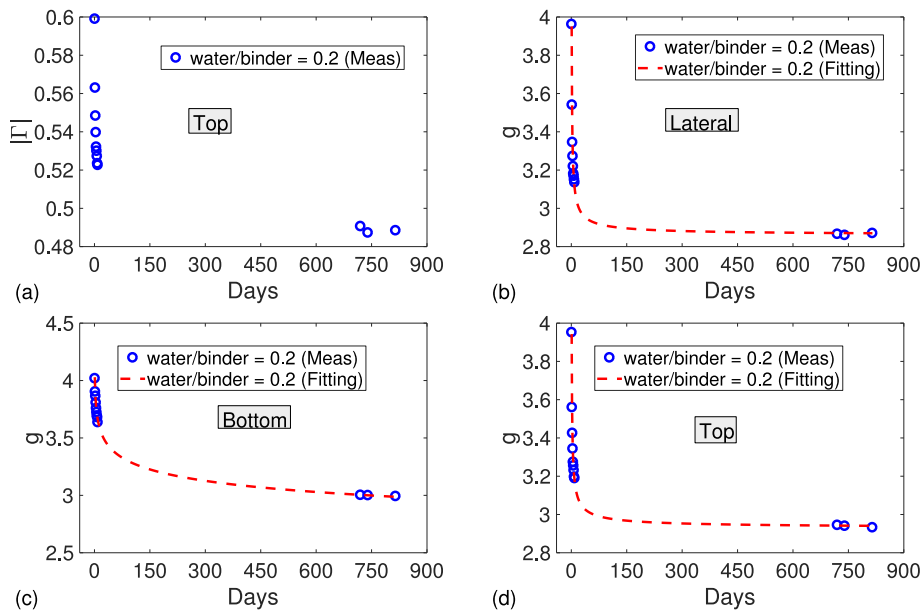 0.6
0.58
0.56
0.54
0.52
0.5
0.48
|Γ|
water/binder = 0.2 (Meas)
Top
0 150 300 450 600 750 900
Days
(a)
4
3.8
3.6
3.4
3.2
3
2.8
g
water/binder = 0.2 (Meas)
water/binder = 0.2 (Fitting)
Lateral
0 150 300 450 600 750 900
Days
(b)
4.5
4
3.5
3
2.5
g
water/binder = 0.2 (Meas)
water/binder = 0.2 (Fitting)
Bottom
0 150 300 450 600 750 900
Days
(c)
4
3.8
3.6
3.4
3.2
3
2.8
g
water/binder = 0.2 (Meas)
water/binder = 0.2 (Fitting)
Top
0 150 300 450 600 750 900
Days
(d)